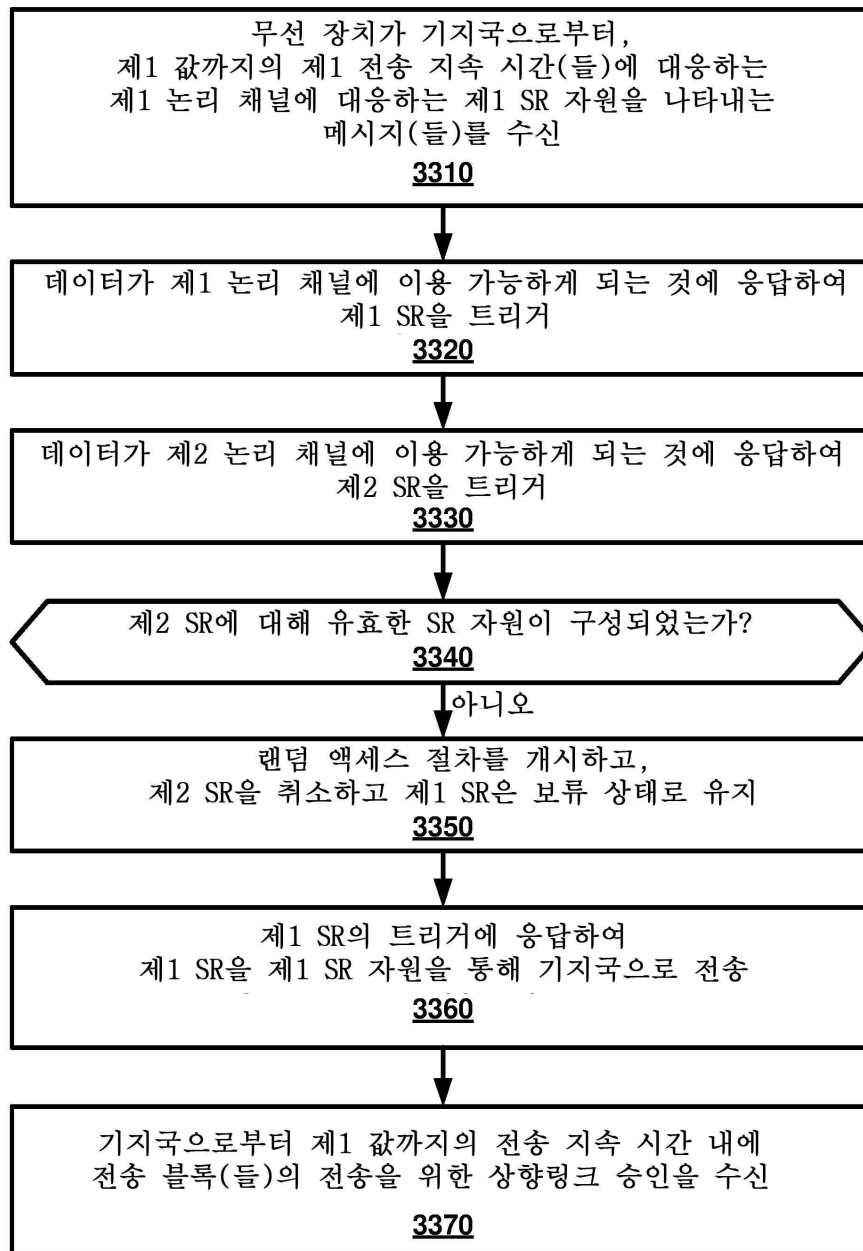 무선 장치가 기지국으로부터,
제1 값까지의 제1 전송 지속 시간(들)에 대응하는
제1 논리 채널에 대응하는 제1 SR 자원을 나타내는
메시지(들)를 수신
3310
데이터가 제1 논리 채널에 이용 가능하게 되는 것에 응답하여
제1 SR을 트리거
3320
데이터가 제2 논리 채널에 이용 가능하게 되는 것에 응답하여
제2 SR을 트리거
3330
제2 SR에 대해 유효한 SR 자원이 구성되었는가?
3340
아니오
랜덤 액세스 절차를 개시하고,
제2 SR을 취소하고 제1 SR은 보류 상태로 유지
3350
제1 SR의 트리거에 응답하여
제1 SR을 제1 SR 자원을 통해 기지국으로 전송
3360
기지국으로부터 제1 값까지의 전송 지속 시간 내에
전송 블록(들)의 전송을 위한 상향링크 승인을 수신
3370